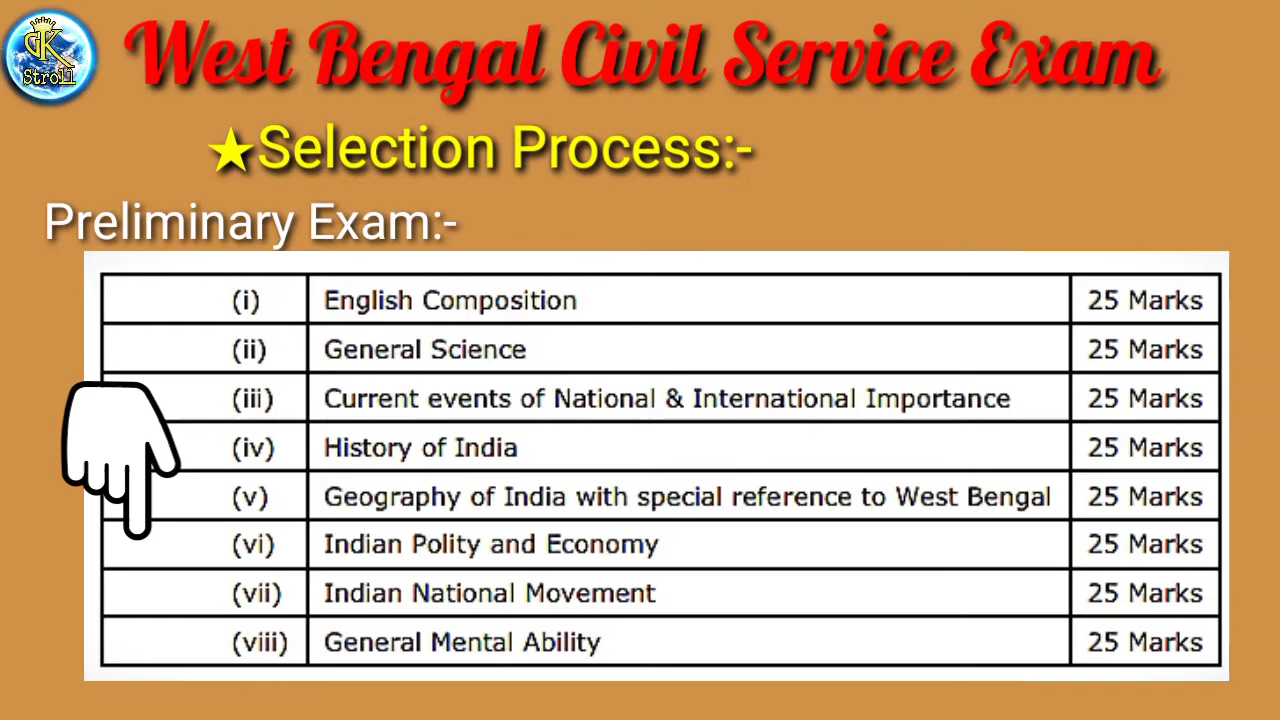 GK
Stroll
West Bengal Civil Service Exam
★Selection Process:-
Preliminary Exam:-
(i) English Composition 25 Marks
(ii) General Science 25 Marks
(iii) Current events of National & International Importance 25 Marks
(iv) History of India 25 Marks
(v) Geography of India with special reference to West Bengal 25 Marks
(vi) Indian Polity and Economy 25 Marks
(vii) Indian National Movement 25 Marks
(viii) General Mental Ability 25 Marks